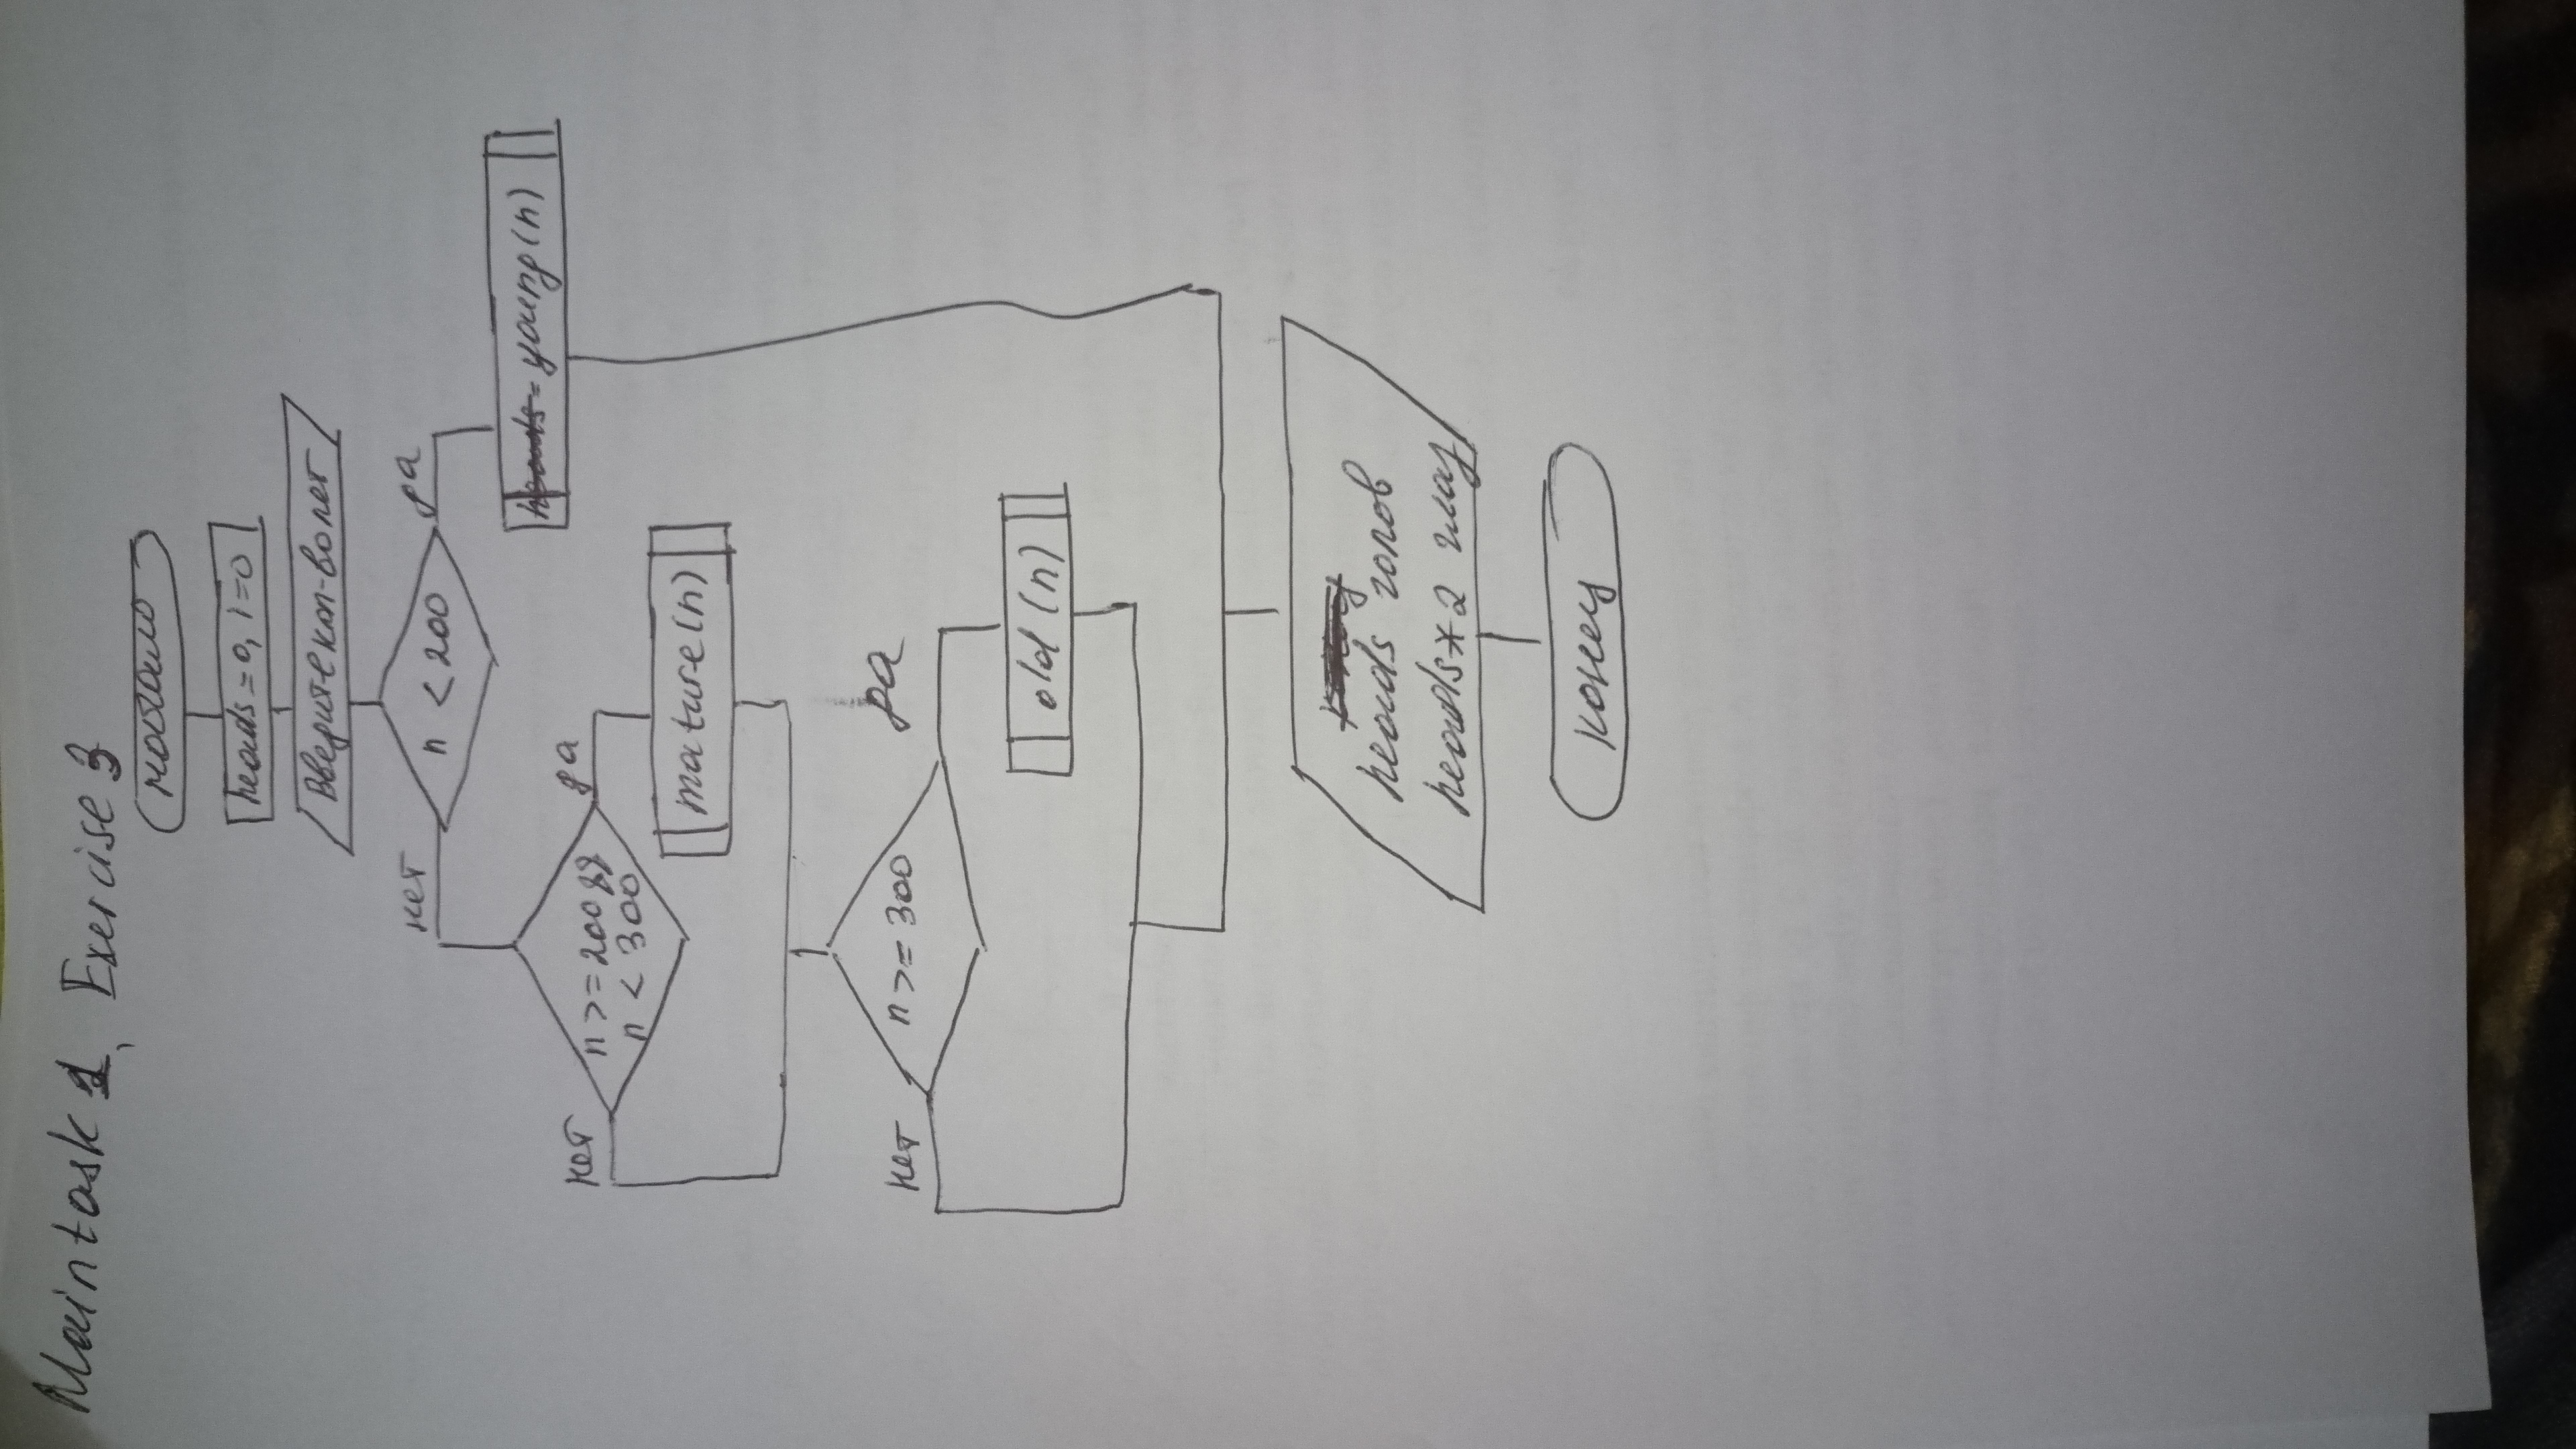 Maintask 1, Exercise 3
начало
heads = 0, i=0
Введите кол-во лет
нет
n < 200
да
= young(n)
нет
n >= 200 &&
n < 300
да
mature(n)
нет
n >= 300
да
old (n)
heads голов
heads * 2 глаз
конец